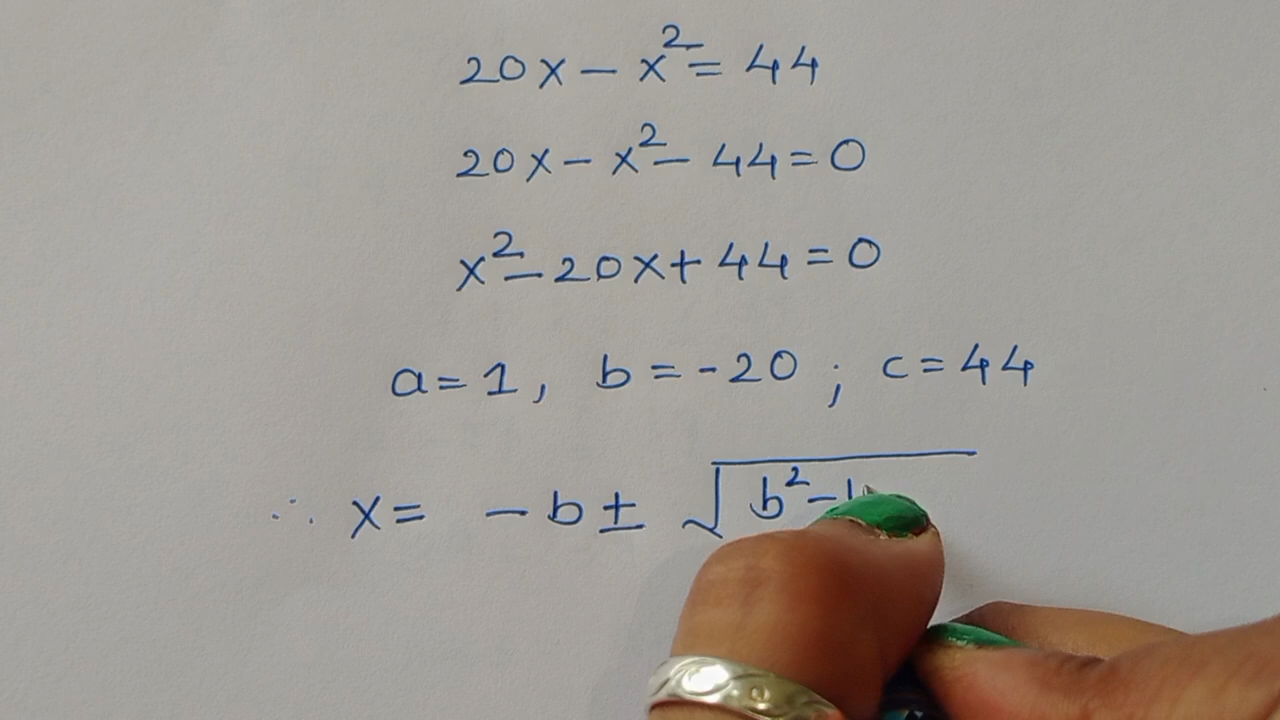 20x - x² = 44
20x - x² - 44 = 0
x² - 20x + 44 = 0
a = 1, b = -20 ; c = 44
∴ x = -b ± √b² -